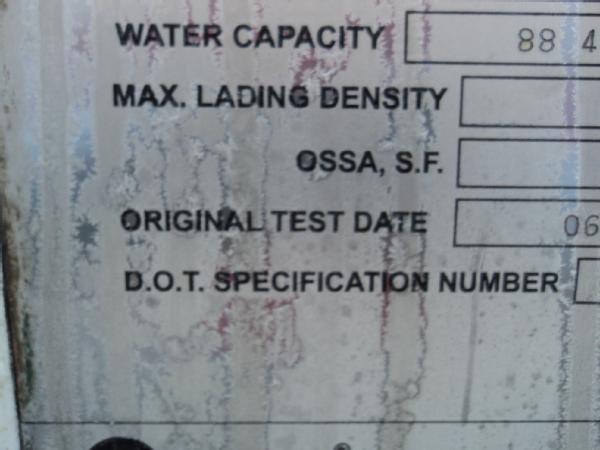 WATER CAPACITY 88 4
MAX. LADING DENSITY
OSSA, S.F.
ORIGINAL TEST DATE 06
D.O.T. SPECIFICATION NUMBER